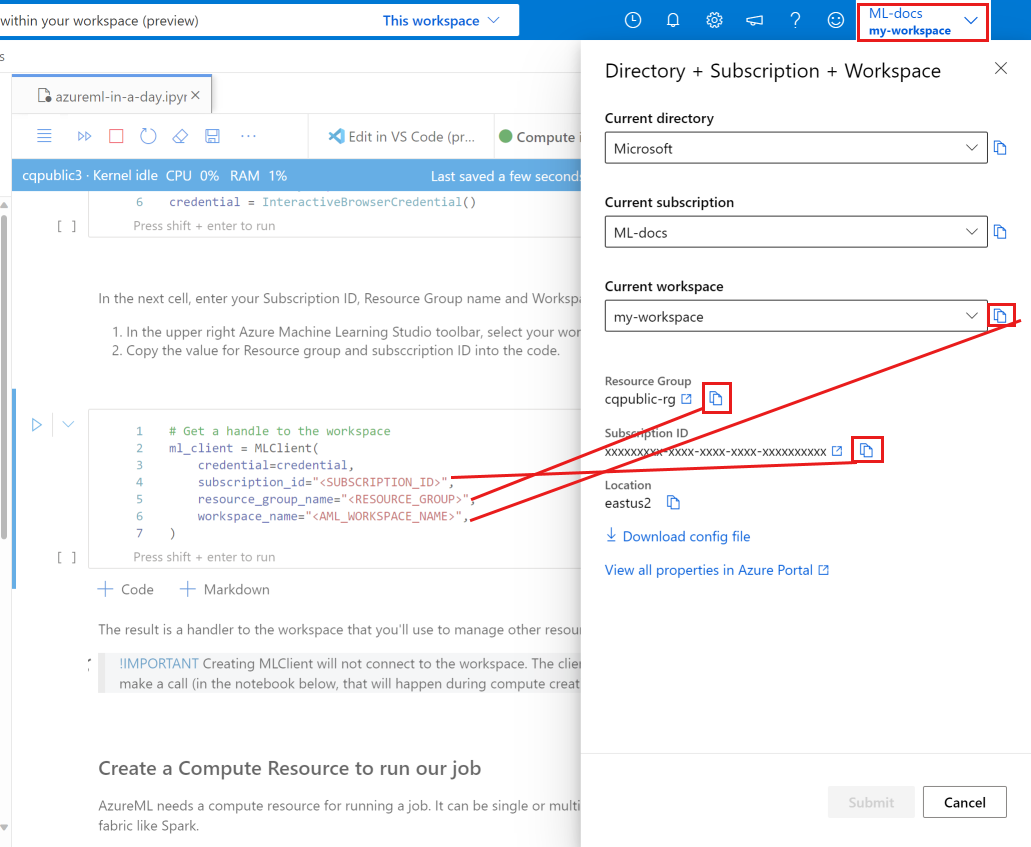 within your workspace (preview)
This workspace
ML-docs
my-workspace
s
azureml-in-a-day.ipyr
Edit in VS Code (pr...
Compute i
cqpublic3 · Kernel idle CPU 0% RAM 1%
Last saved a few seconds
6 credential = InteractiveBrowserCredential()
[ ]
Press shift + enter to run
In the next cell, enter your Subscription ID, Resource Group name and Workspa
1. In the upper right Azure Machine Learning Studio toolbar, select your wor
2. Copy the value for Resource group and subsccription ID into the code.
1 # Get a handle to the workspace
2 ml_client = MLClient(
3 credential=credential,
4 subscription_id="<SUBSCRIPTION_ID>",
5 resource_group_name="<RESOURCE_GROUP>",
6 workspace_name="<AML_WORKSPACE_NAME>",
7 )
[ ]
Press shift + enter to run
+ Code + Markdown
The result is a handler to the workspace that you'll use to manage other resour
!IMPORTANT Creating MLClient will not connect to the workspace. The clien
make a call (in the notebook below, that will happen during compute creat
Create a Compute Resource to run our job
AzureML needs a compute resource for running a job. It can be single or multi
fabric like Spark.
Directory + Subscription + Workspace
Current directory
Microsoft
Current subscription
ML-docs
Current workspace
my-workspace
Resource Group
cqpublic-rg
Subscription ID
xxxxxxxxx-xxxx-xxxx-xxxx-xxxxxxxxxx
Location
eastus2
Download config file
View all properties in Azure Portal
Submit
Cancel